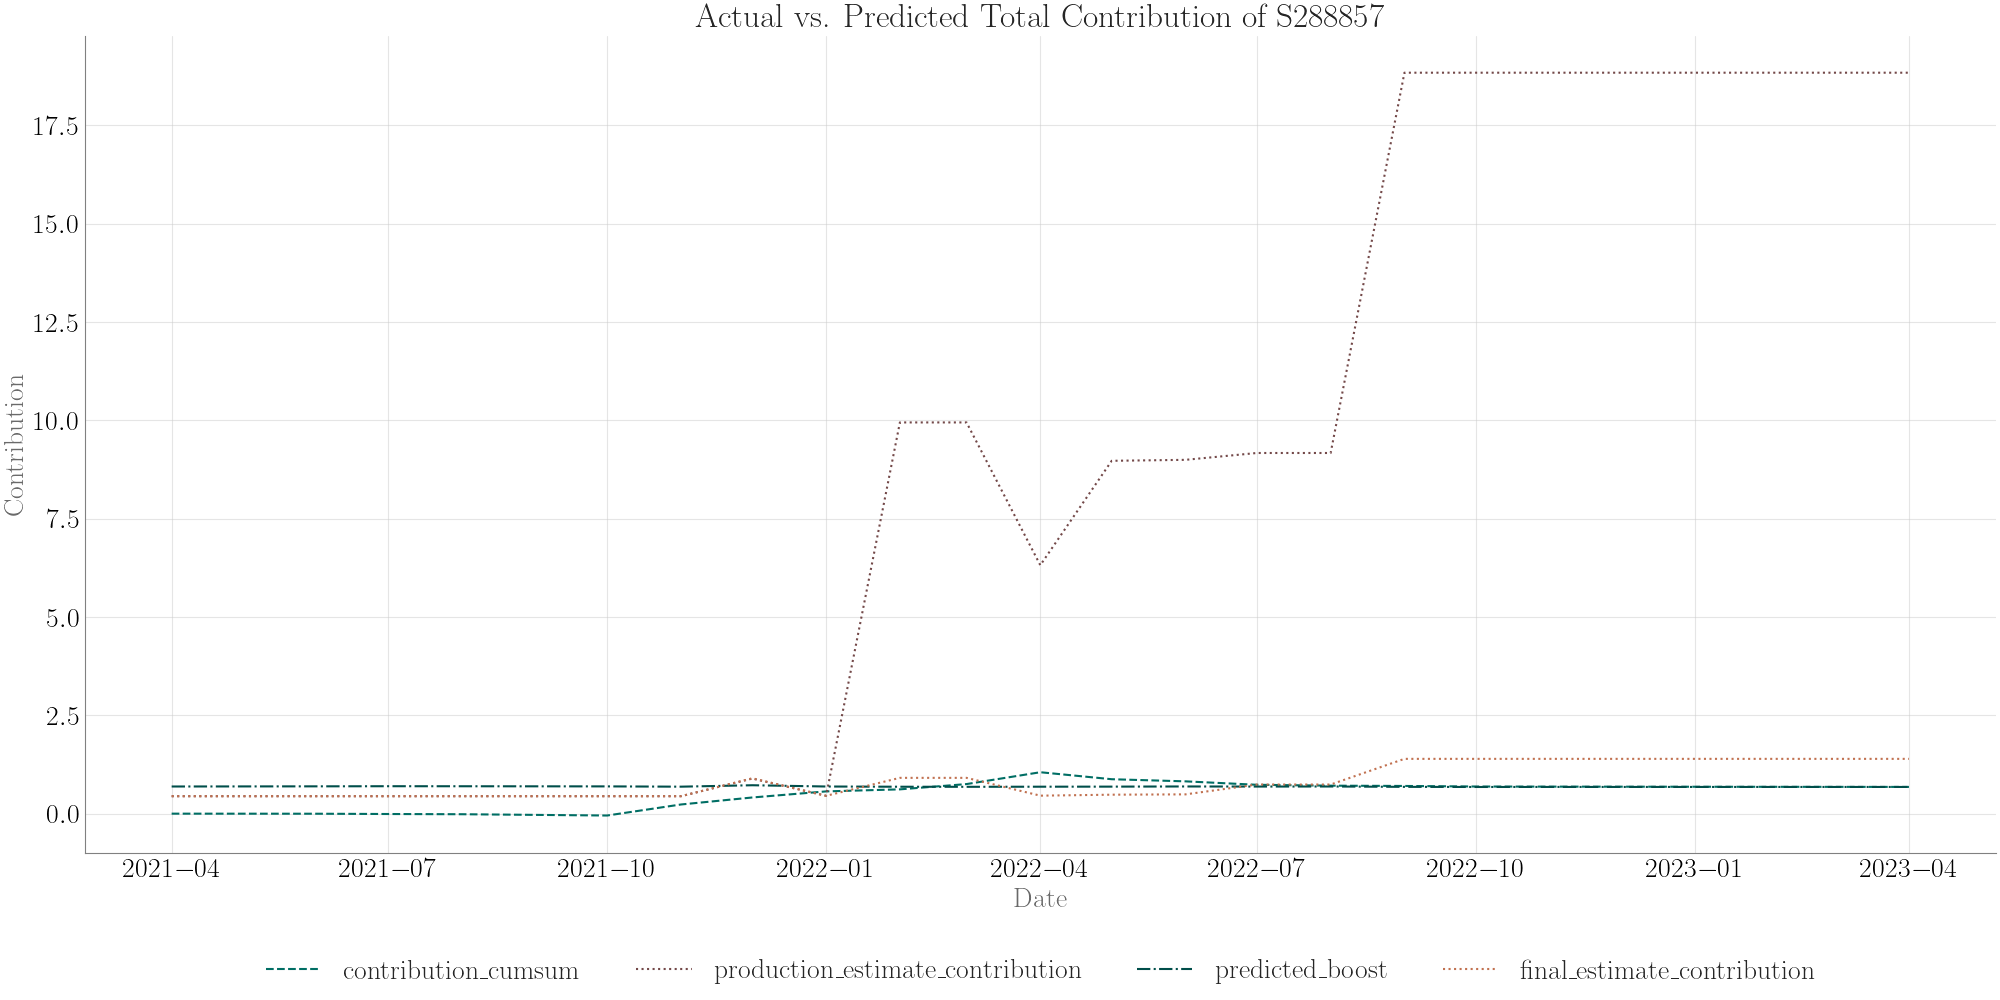 Actual vs. Predicted Total Contribution of S288857
Contribution
17.5
15.0
12.5
10.0
7.5
5.0
2.5
0.0
2021−04 2021−07 2021−10 2022−01 2022−04 2022−07 2022−10 2023−01 2023−04
Date
contribution_cumsum production_estimate_contribution predicted_boost final_estimate_contribution